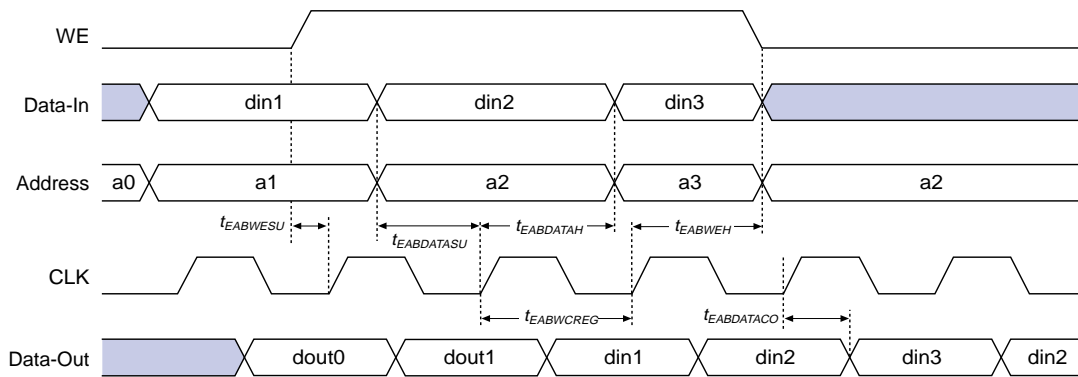 WE
Data-In din1 din2 din3
Address a0 a1 a2 a3 a2
tEABWESU tEABDATASU tEABDATAH tEABWEH
CLK
tEABWCREG tEABDATACO
Data-Out dout0 dout1 din1 din2 din3 din2